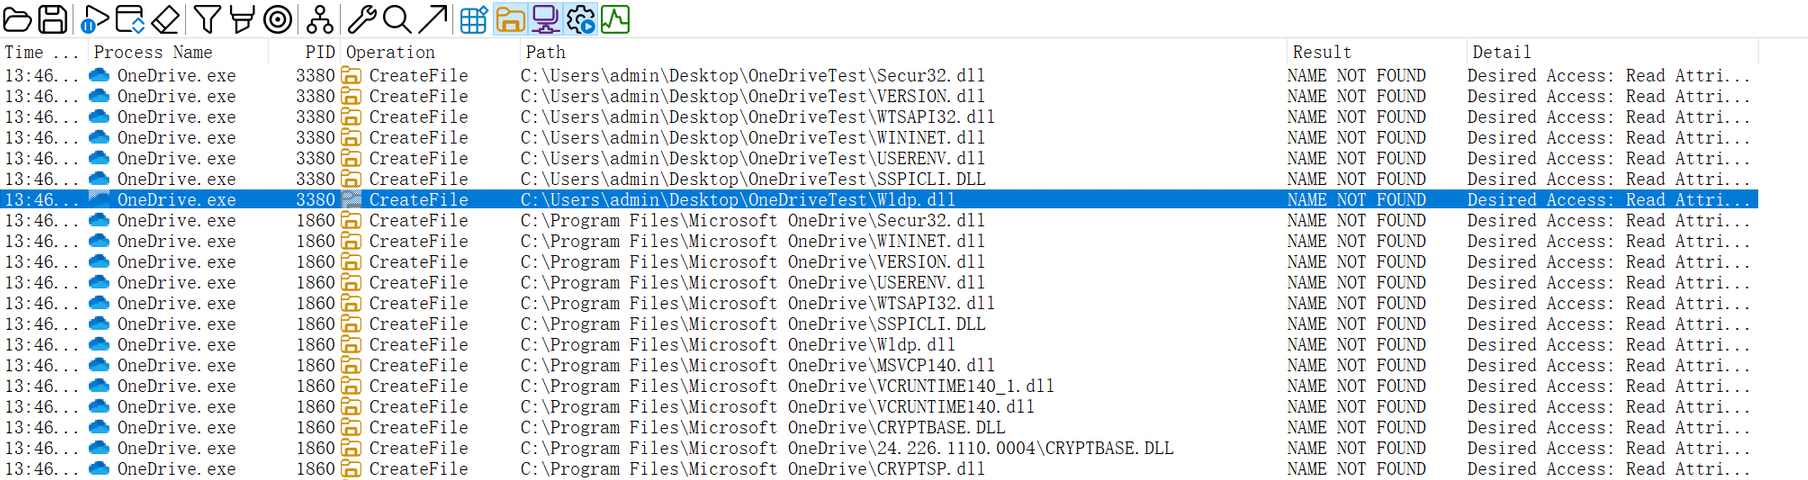 Time ... Process Name PID Operation Path Result Detail
13:46... OneDrive.exe 3380 CreateFile C:\Users\admin\Desktop\OneDriveTest\Secur32.dll NAME NOT FOUND Desired Access: Read Attri...
13:46... OneDrive.exe 3380 CreateFile C:\Users\admin\Desktop\OneDriveTest\VERSION.dll NAME NOT FOUND Desired Access: Read Attri...
13:46... OneDrive.exe 3380 CreateFile C:\Users\admin\Desktop\OneDriveTest\WTSAPI32.dll NAME NOT FOUND Desired Access: Read Attri...
13:46... OneDrive.exe 3380 CreateFile C:\Users\admin\Desktop\OneDriveTest\WININET.dll NAME NOT FOUND Desired Access: Read Attri...
13:46... OneDrive.exe 3380 CreateFile C:\Users\admin\Desktop\OneDriveTest\USERENV.dll NAME NOT FOUND Desired Access: Read Attri...
13:46... OneDrive.exe 3380 CreateFile C:\Users\admin\Desktop\OneDriveTest\SSPICLI.DLL NAME NOT FOUND Desired Access: Read Attri...
13:46... OneDrive.exe 3380 CreateFile C:\Users\admin\Desktop\OneDriveTest\Wldp.dll NAME NOT FOUND Desired Access: Read Attri...
13:46... OneDrive.exe 1860 CreateFile C:\Program Files\Microsoft OneDrive\Secur32.dll NAME NOT FOUND Desired Access: Read Attri...
13:46... OneDrive.exe 1860 CreateFile C:\Program Files\Microsoft OneDrive\WININET.dll NAME NOT FOUND Desired Access: Read Attri...
13:46... OneDrive.exe 1860 CreateFile C:\Program Files\Microsoft OneDrive\VERSION.dll NAME NOT FOUND Desired Access: Read Attri...
13:46... OneDrive.exe 1860 CreateFile C:\Program Files\Microsoft OneDrive\USERENV.dll NAME NOT FOUND Desired Access: Read Attri...
13:46... OneDrive.exe 1860 CreateFile C:\Program Files\Microsoft OneDrive\WTSAPI32.dll NAME NOT FOUND Desired Access: Read Attri...
13:46... OneDrive.exe 1860 CreateFile C:\Program Files\Microsoft OneDrive\SSPICLI.DLL NAME NOT FOUND Desired Access: Read Attri...
13:46... OneDrive.exe 1860 CreateFile C:\Program Files\Microsoft OneDrive\Wldp.dll NAME NOT FOUND Desired Access: Read Attri...
13:46... OneDrive.exe 1860 CreateFile C:\Program Files\Microsoft OneDrive\MSVCP140.dll NAME NOT FOUND Desired Access: Read Attri...
13:46... OneDrive.exe 1860 CreateFile C:\Program Files\Microsoft OneDrive\VCRUNTIME140_1.dll NAME NOT FOUND Desired Access: Read Attri...
13:46... OneDrive.exe 1860 CreateFile C:\Program Files\Microsoft OneDrive\VCRUNTIME140.dll NAME NOT FOUND Desired Access: Read Attri...
13:46... OneDrive.exe 1860 CreateFile C:\Program Files\Microsoft OneDrive\CRYPTBASE.DLL NAME NOT FOUND Desired Access: Read Attri...
13:46... OneDrive.exe 1860 CreateFile C:\Program Files\Microsoft OneDrive\24.226.1110.0004\CRYPTBASE.DLL NAME NOT FOUND Desired Access: Read Attri...
13:46... OneDrive.exe 1860 CreateFile C:\Program Files\Microsoft OneDrive\CRYPTSP.dll NAME NOT FOUND Desired Access: Read Attri...